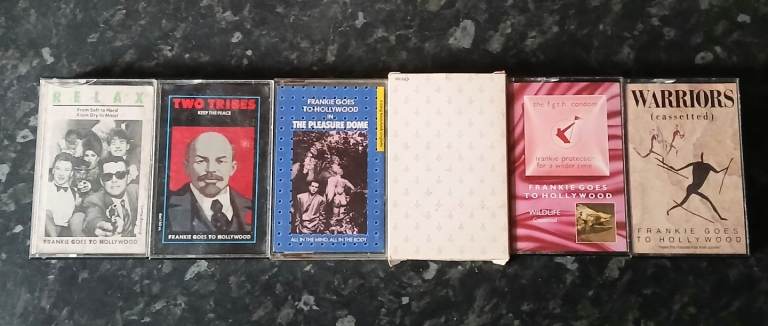 RELAX
From Soft to Hard
From Dry to Moist
FRANKIE GOES TO HOLLYWOOD
TWO TRIBES
KEEP THE PEACE
FRANKIE GOES TO HOLLYWOOD
FRANKIE GOES
TO HOLLYWOOD
IN
THE PLEASURE DOME
ALL IN THE MIND, ALL IN THE BODY
the f.g.t.h. condom
frankie protection
for a wilder time
FRANKIE GOES
TO HOLLYWOOD
WILDLIFE
WARRIORS
(cassetted)
FRANKIE GOES
TO HOLLYWOOD